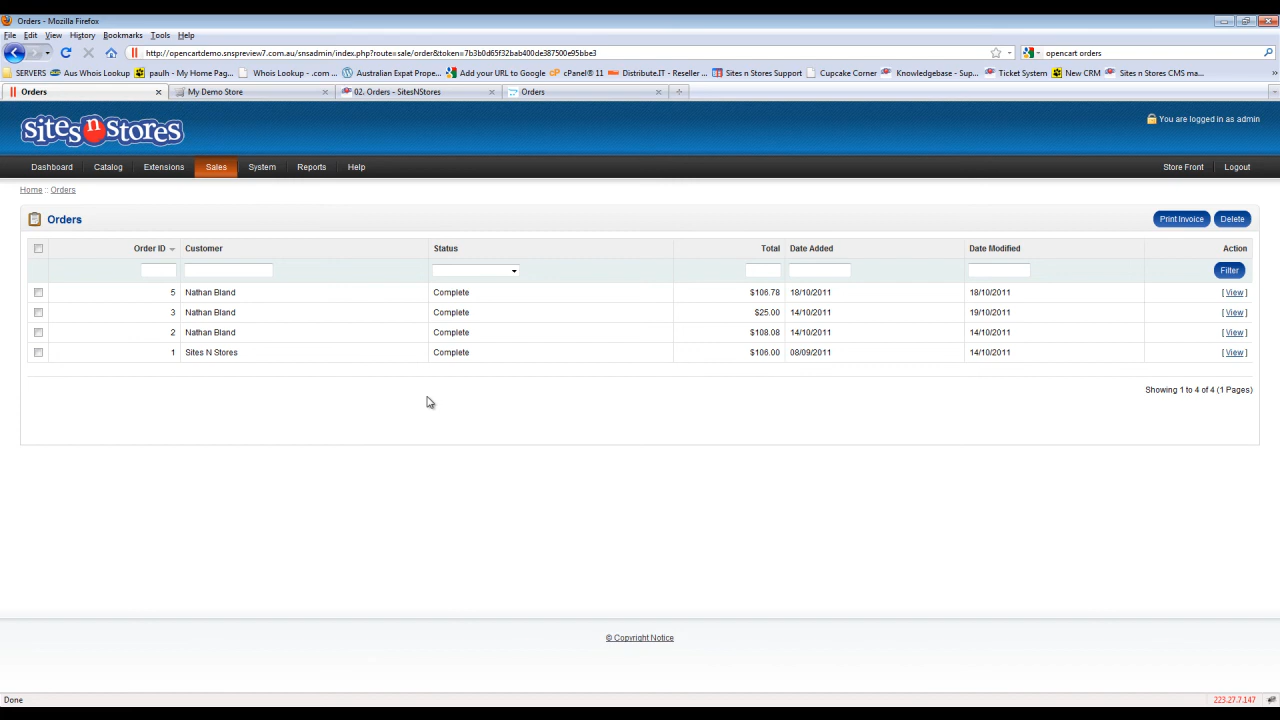 Orders - Mozilla Firefox
File Edit View History Bookmarks Tools Help
http://opencartdemo.snspreview7.com.au/snsadmin/index.php?route=sale/order&token=7b3b0d65f32bab400de387500e95bbe3
opencart orders
SERVERS Aus Whois Lookup paulh - My Home Pag... Whois Lookup - .com ... Australian Expat Prope... Add your URL to Google cPanel® 11 Distribute.IT - Reseller ... Sites n Stores Support Cupcake Corner Knowledgebase - Sup... Ticket System New CRM Sites n Stores CMS ma...
Orders My Demo Store 02. Orders - SitesNStores Orders
sites n stores
You are logged in as admin
Dashboard Catalog Extensions Sales System Reports Help Store Front Logout
Home :: Orders
Orders Print Invoice Delete
Order ID Customer Status Total Date Added Date Modified Action
Filter
5 Nathan Bland Complete $106.78 18/10/2011 18/10/2011 [ View ]
3 Nathan Bland Complete $25.00 14/10/2011 19/10/2011 [ View ]
2 Nathan Bland Complete $108.08 14/10/2011 14/10/2011 [ View ]
1 Sites N Stores Complete $106.00 08/09/2011 14/10/2011 [ View ]
Showing 1 to 4 of 4 (1 Pages)
© Copyright Notice
Done 223.27.7.147